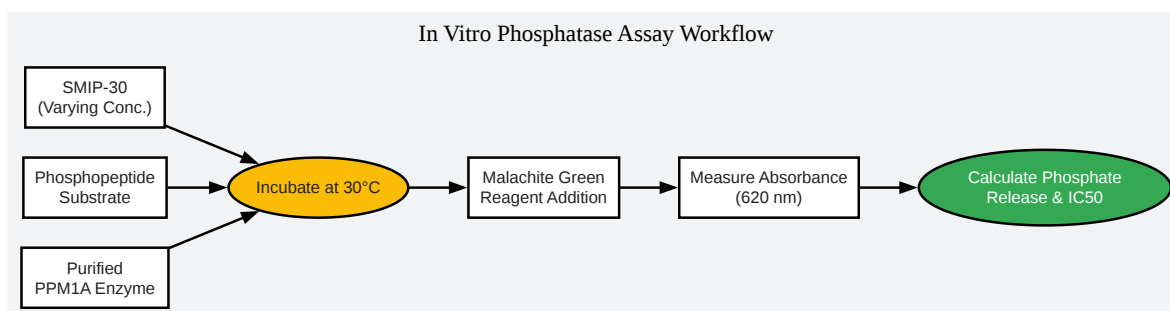 In Vitro Phosphatase Assay Workflow
SMIP-30
(Varying Conc.)
Phosphopeptide
Substrate
Purified
PPM1A Enzyme
Incubate at 30°C
Malachite Green
Reagent Addition
Measure Absorbance
(620 nm)
Calculate Phosphate
Release & IC50